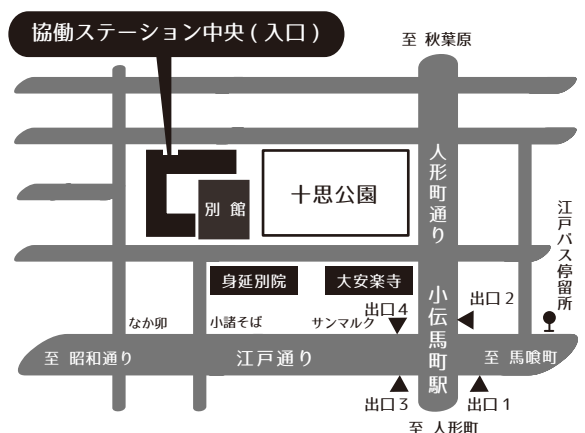 協働ステーション中央 ( 入口 )
至 秋葉原
人形町通り
十思公園
別 館
江戸バス停留所
身延別院
大安楽寺
小伝馬町駅
出口 2
出口 4
なか卯
小諸そば
サンマルク
至 昭和通り
江戸通り
至 馬喰町
出口 3
出口 1
至 人形町